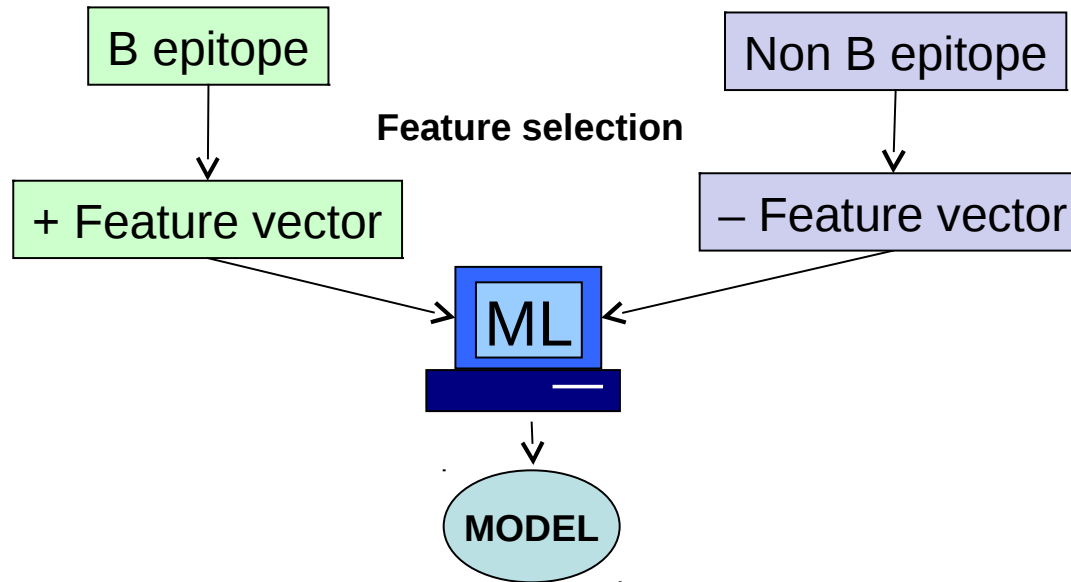 B epitope
Non B epitope
Feature selection
+ Feature vector
– Feature vector
ML
MODEL